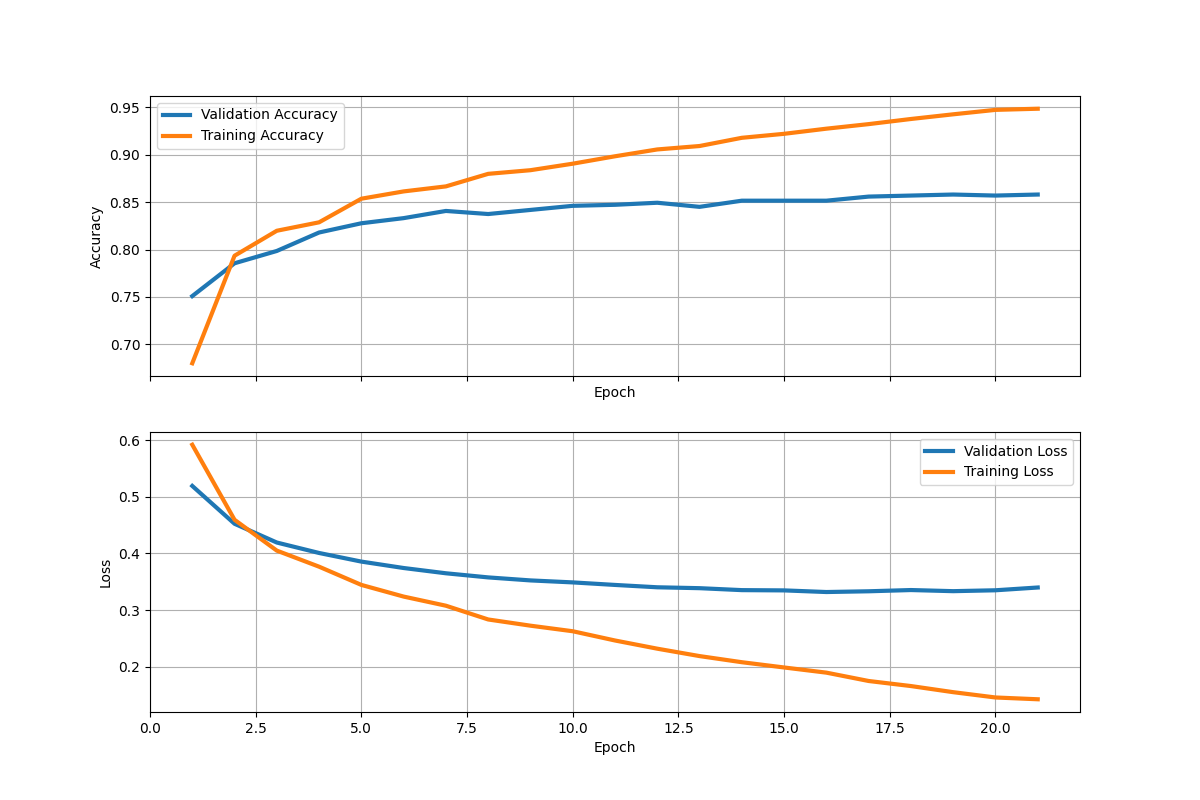 0.95
0.90
0.85
0.80
0.75
0.70
Accuracy
Validation Accuracy
Training Accuracy
Epoch
0.6
0.5
0.4
0.3
0.2
Loss
Validation Loss
Training Loss
0.0 2.5 5.0 7.5 10.0 12.5 15.0 17.5 20.0
Epoch